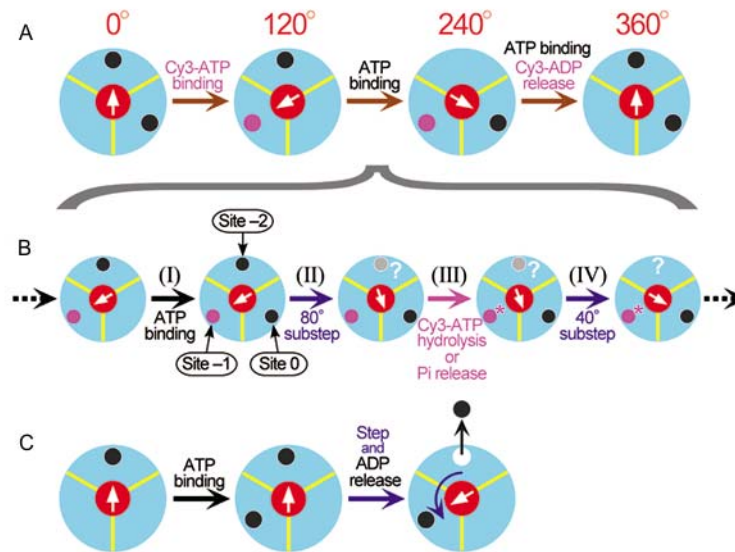 A
0° 120° 240° 360°
Cy3-ATP
binding
ATP
binding
ATP binding
Cy3-ADP
release
B
Site –2
(I)
ATP
binding
Site –1
Site 0
(II)
80°
substep
?
(III)
Cy3-ATP
hydrolysis
or
Pi release
?
*
(IV)
40°
substep
?
*
C
ATP
binding
Step
and
ADP
release